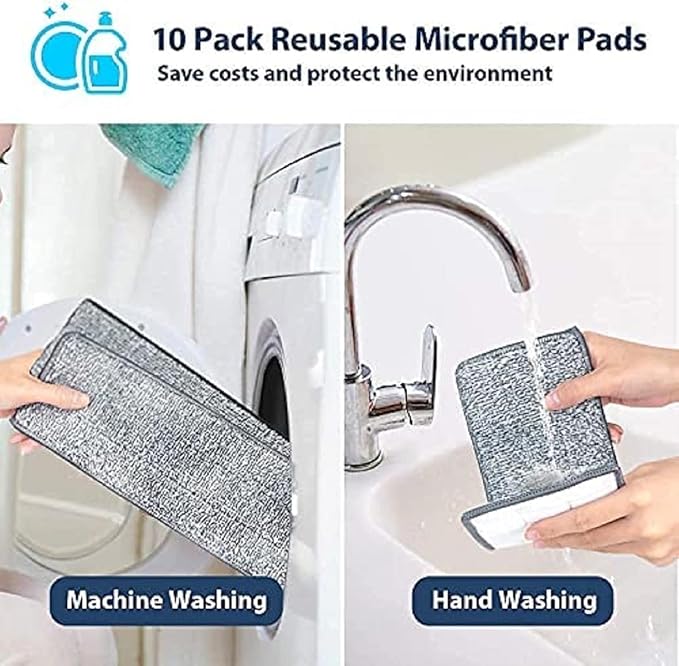 10 Pack Reusable Microfiber Pads
Save costs and protect the environment
Machine Washing
Hand Washing